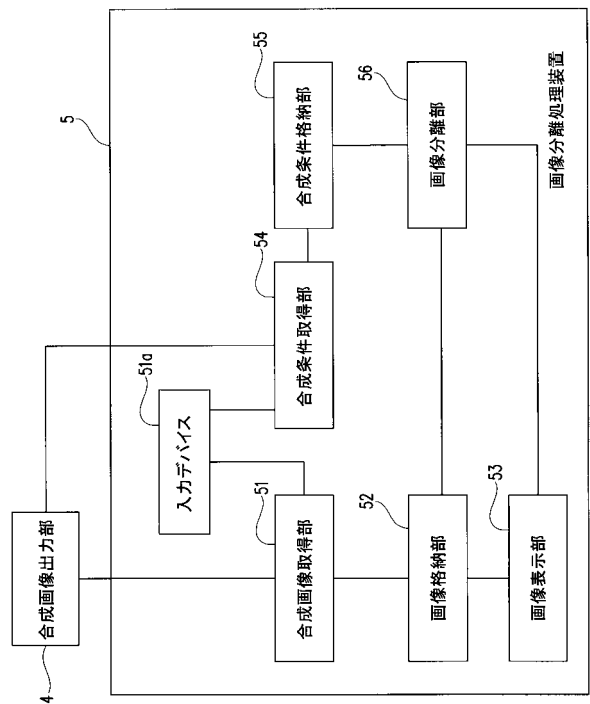 4
合成画像出力部
5
入力デバイス
51a
合成画像取得部
51
合成条件取得部
54
合成条件格納部
55
画像格納部
52
画像分離部
56
画像表示部
53
画像分離処理装置